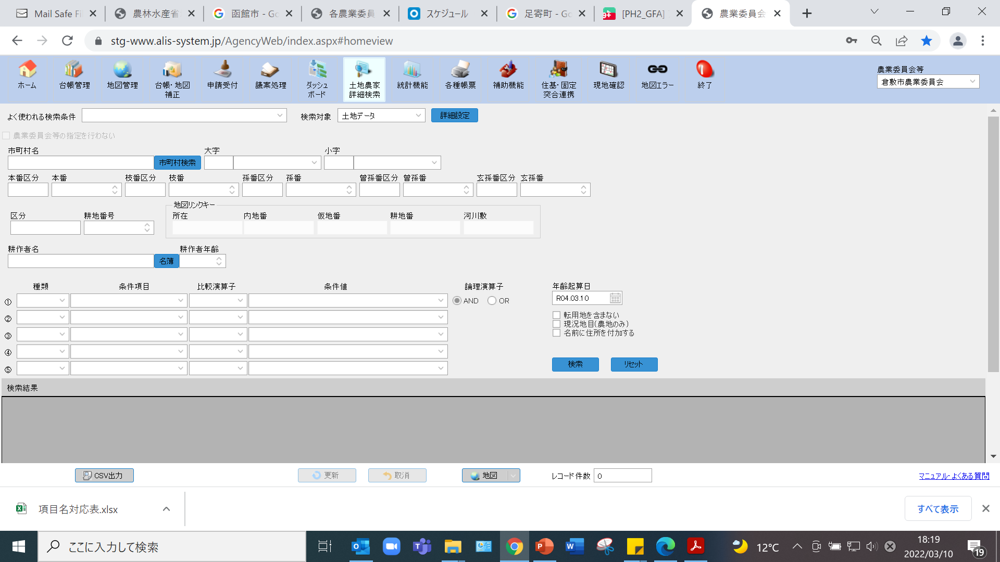 Mail Safe Fi
農林水産省
函館市 - Go
各農業委員
スケジュール
足寄町 - Go
[PH2_GFA]
農業委員会
stg-www.alis-system.jp/AgencyWeb/index.aspx#homeview
ホーム
台帳管理
地図管理
台帳・地図
補正
申請受付
議案処理
ダッシュ
ボード
土地農家
詳細検索
統計機能
各種帳票
補助機能
住基・固定
突合連携
現地確認
地図エラー
終了
農業委員会等
倉敷市農業委員会
よく使われる検索条件
検索対象 土地データ 詳細設定
農業委員会等の指定を行わない
市町村名 大字 小字
市町村検索
本番区分 本番 枝番区分 枝番 孫番区分 孫番 曾孫番区分 曾孫番 玄孫番区分 玄孫番
地図リンクキー
区分 耕地番号 所在 内地番 仮地番 耕地番 河川敷
耕作者名 耕作者年齢
名簿
種類 条件項目 比較演算子 条件値 論理演算子 年齢起算日
① AND OR R04.03.10
②
③
④
⑤
転用地を含まない
現況地目(農地のみ)
名前に住所を付加する
検索 リセット
検索結果
CSV出力 更新 取消 地図 レコード件数 0 マニュアル・よくある質問
項目名対応表.xlsx すべて表示
ここに入力して検索
12°C
18:19
2022/03/10
19